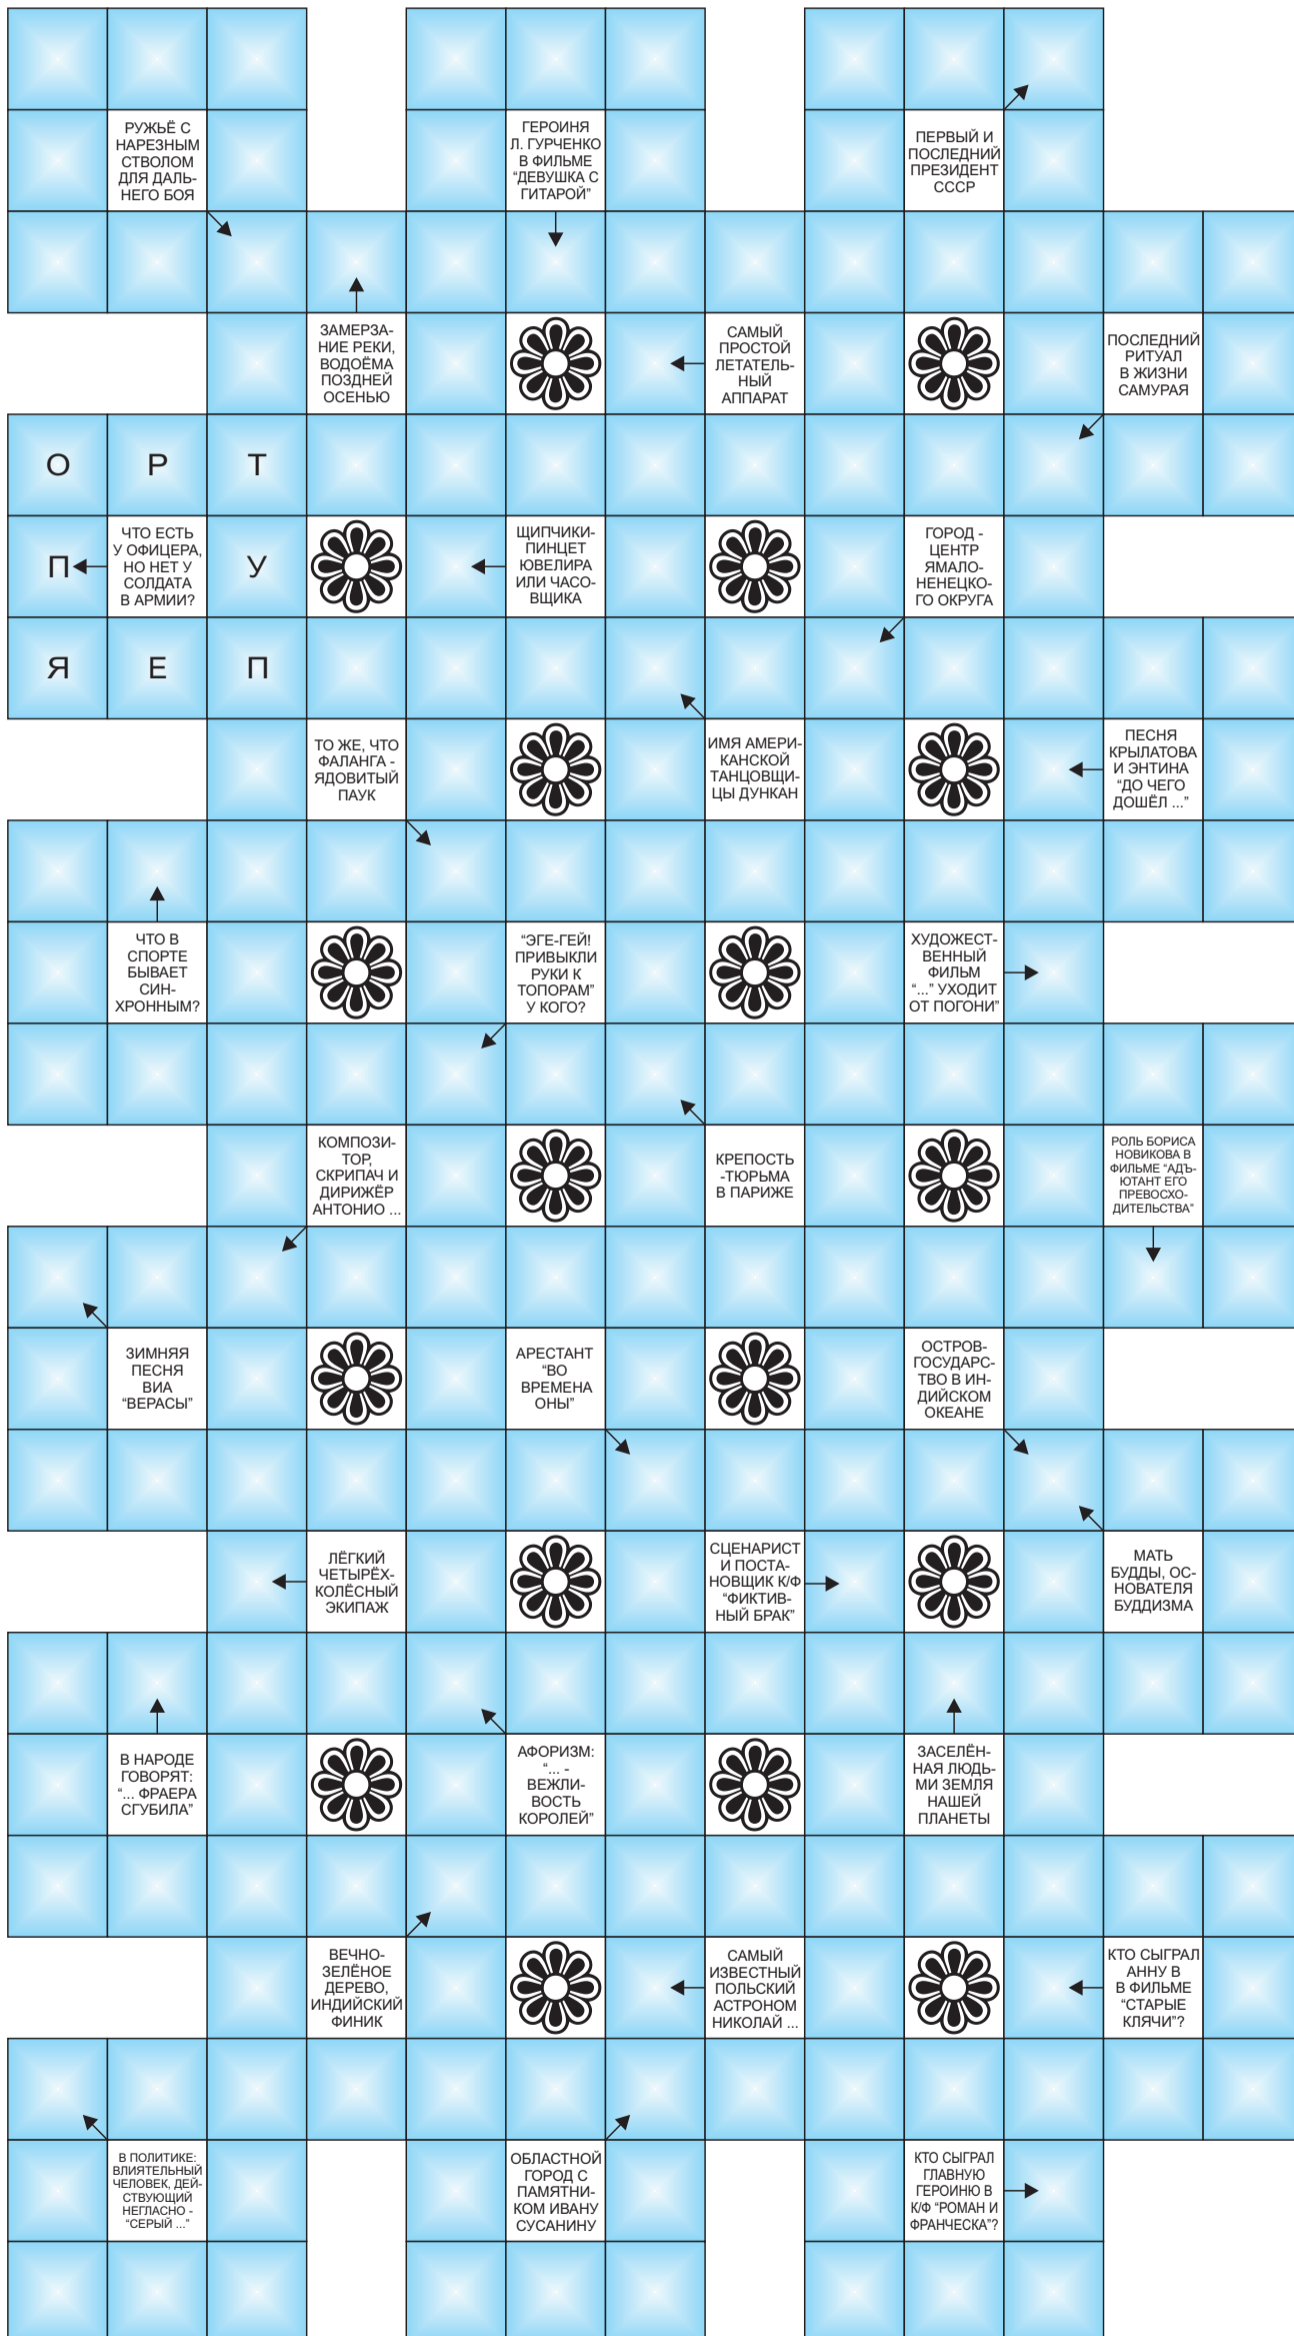 РУЖЬЁ С
НАРЕЗНЫМ
СТВОЛОМ
ДЛЯ ДАЛЬ-
НЕГО БОЯ
ГЕРОИНЯ
Л. ГУРЧЕНКО
В ФИЛЬМЕ
“ДЕВУШКА С
ГИТАРОЙ”
ПЕРВЫЙ И
ПОСЛЕДНИЙ
ПРЕЗИДЕНТ
СССР
ЗАМЕРЗА-
НИЕ РЕКИ,
ВОДОЁМА
ПОЗДНЕЙ
ОСЕНЬЮ
САМЫЙ
ПРОСТОЙ
ЛЕТАТЕЛЬ-
НЫЙ
АППАРАТ
ПОСЛЕДНИЙ
РИТУАЛ
В ЖИЗНИ
САМУРАЯ
О Р Т
П
ЧТО ЕСТЬ
У ОФИЦЕРА,
НО НЕТ У
СОЛДАТА
В АРМИИ?
У
ЩИПЧИКИ-
ПИНЦЕТ
ЮВЕЛИРА
ИЛИ ЧАСО-
ВЩИКА
ГОРОД -
ЦЕНТР
ЯМАЛО-
НЕНЕЦКО-
ГО ОКРУГА
Я Е П
ТО ЖЕ, ЧТО
ФАЛАНГА -
ЯДОВИТЫЙ
ПАУК
ИМЯ АМЕРИ-
КАНСКОЙ
ТАНЦОВЩИ-
ЦЫ ДУНКАН
ПЕСНЯ
КРЫЛАТОВА
И ЭНТИНА
“ДО ЧЕГО
ДОШЁЛ ...”
ЧТО В
СПОРТЕ
БЫВАЕТ
СИН-
ХРОННЫМ?
“ЭГЕ-ГЕЙ!
ПРИВЫКЛИ
РУКИ К
ТОПОРАМ”
У КОГО?
ХУДОЖЕСТ-
ВЕННЫЙ
ФИЛЬМ
“...” УХОДИТ
ОТ ПОГОНИ”
КОМПОЗИ-
ТОР,
СКРИПАЧ И
ДИРИЖЁР
АНТОНИО ...
КРЕПОСТЬ
-ТЮРЬМА
В ПАРИЖЕ
РОЛЬ БОРИСА
НОВИКОВА В
ФИЛЬМЕ “АДЪ-
ЮТАНТ ЕГО
ПРЕВОСХО-
ДИТЕЛЬСТВА”
ЗИМНЯЯ
ПЕСНЯ
ВИА
“ВЕРАСЫ”
АРЕСТАНТ
“ВО
ВРЕМЕНА
ОНЫ”
ОСТРОВ-
ГОСУДАРС-
ТВО В ИН-
ДИЙСКОМ
ОКЕАНЕ
ЛЁГКИЙ
ЧЕТЫРЁХ-
КОЛЁСНЫЙ
ЭКИПАЖ
СЦЕНАРИСТ
И ПОСТА-
НОВЩИК К/Ф
“ФИКТИВ-
НЫЙ БРАК”
МАТЬ
БУДДЫ, ОС-
НОВАТЕЛЯ
БУДДИЗМА
В НАРОДЕ
ГОВОРЯТ:
“... ФРАЕРА
СГУБИЛА”
АФОРИЗМ:
“... -
ВЕЖЛИ-
ВОСТЬ
КОРОЛЕЙ”
ЗАСЕЛЁН-
НАЯ ЛЮДЬ-
МИ ЗЕМЛЯ
НАШЕЙ
ПЛАНЕТЫ
ВЕЧНО-
ЗЕЛЁНОЕ
ДЕРЕВО,
ИНДИЙСКИЙ
ФИНИК
САМЫЙ
ИЗВЕСТНЫЙ
ПОЛЬСКИЙ
АСТРОНОМ
НИКОЛАЙ ...
КТО СЫГРАЛ
АННУ В
В ФИЛЬМЕ
“СТАРЫЕ
КЛЯЧИ”?
В ПОЛИТИКЕ:
ВЛИЯТЕЛЬНЫЙ
ЧЕЛОВЕК, ДЕЙ-
СТВУЮЩИЙ
НЕГЛАСНО -
“СЕРЫЙ ...”
ОБЛАСТНОЙ
ГОРОД С
ПАМЯТНИ-
КОМ ИВАНУ
СУСАНИНУ
КТО СЫГРАЛ
ГЛАВНУЮ
ГЕРОИНЮ В
К/Ф “РОМАН И
ФРАНЧЕСКА”?